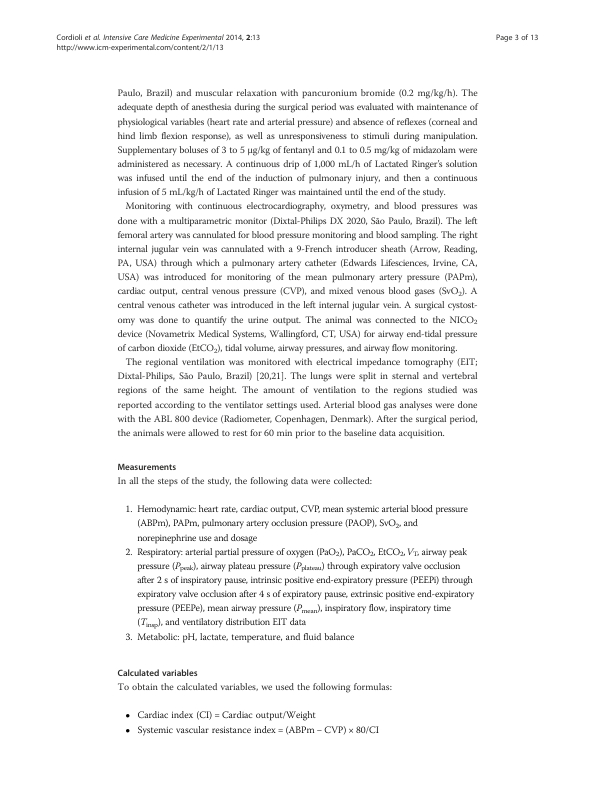 Cordioli et al. Intensive Care Medicine Experimental 2014, 2:13
Page 3 of 13
http://www.icm-experimental.com/content/2/1/13
Paulo, Brazil) and muscular relaxation with pancuronium bromide (0.2 mg/kg/h). The
adequate depth of anesthesia during the surgical period was evaluated with maintenance of
physiological variables (heart rate and arterial pressure) and absence of reflexes (corneal and
hind limb flexion response), as well as unresponsiveness to stimuli during manipulation.
Supplementary boluses of 3 to 5 μg/kg of fentanyl and 0.1 to 0.5 mg/kg of midazolam were
administered as necessary. A continuous drip of 1,000 mL/h of Lactated Ringer's solution
was infused until the end of the induction of pulmonary injury, and then a continuous
infusion of 5 mL/kg/h of Lactated Ringer was maintained until the end of the study.
Monitoring with continuous electrocardiography, oxymetry, and blood pressures was
done with a multiparametric monitor (Dixtal-Philips DX 2020, São Paulo, Brazil). The left
femoral artery was cannulated for blood pressure monitoring and blood sampling. The right
internal jugular vein was cannulated with a 9-French introducer sheath (Arrow, Reading,
PA, USA) through which a pulmonary artery catheter (Edwards Lifesciences, Irvine, CA,
USA) was introduced for monitoring of the mean pulmonary artery pressure (PAPm),
cardiac output, central venous pressure (CVP), and mixed venous blood gases (SvO₂). A
central venous catheter was introduced in the left internal jugular vein. A surgical cystost-
omy was done to quantify the urine output. The animal was connected to the NICO₂
device (Novametrix Medical Systems, Wallingford, CT, USA) for airway end-tidal pressure
of carbon dioxide (EtCO₂), tidal volume, airway pressures, and airway flow monitoring.
The regional ventilation was monitored with electrical impedance tomography (EIT;
Dixtal-Philips, São Paulo, Brazil) [20,21]. The lungs were split in sternal and vertebral
regions of the same height. The amount of ventilation to the regions studied was
reported according to the ventilator settings used. Arterial blood gas analyses were done
with the ABL 800 device (Radiometer, Copenhagen, Denmark). After the surgical period,
the animals were allowed to rest for 60 min prior to the baseline data acquisition.
Measurements
In all the steps of the study, the following data were collected:
1. Hemodynamic: heart rate, cardiac output, CVP, mean systemic arterial blood pressure
(ABPm), PAPm, pulmonary artery occlusion pressure (PAOP), SvO₂, and
norepinephrine use and dosage
2. Respiratory: arterial partial pressure of oxygen (PaO₂), PaCO₂, EtCO₂, VT, airway peak
pressure (Ppeak), airway plateau pressure (Pplateau) through expiratory valve occlusion
after 2 s of inspiratory pause, intrinsic positive end-expiratory pressure (PEEPi) through
expiratory valve occlusion after 4 s of expiratory pause, extrinsic positive end-expiratory
pressure (PEEPe), mean airway pressure (Pmean), inspiratory flow, inspiratory time
(Tinsp), and ventilatory distribution EIT data
3. Metabolic: pH, lactate, temperature, and fluid balance
Calculated variables
To obtain the calculated variables, we used the following formulas:
• Cardiac index (CI) = Cardiac output/Weight
• Systemic vascular resistance index = (ABPm − CVP) × 80/CI